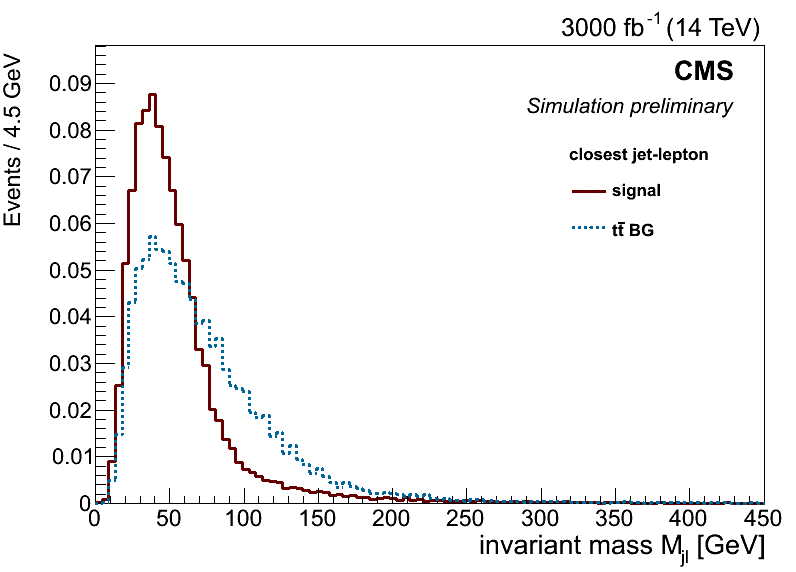 3000 fb⁻¹ (14 TeV)
CMS
Simulation preliminary
closest jet-lepton
signal
tt̄ BG
Events / 4.5 GeV
0.09
0.08
0.07
0.06
0.05
0.04
0.03
0.02
0.01
0
0 50 100 150 200 250 300 350 400 450
invariant mass M_jl [GeV]